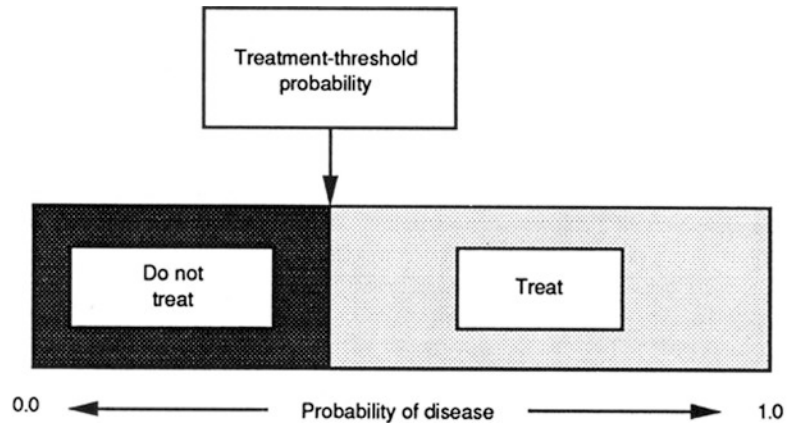 Treatment-threshold
probability
Do not
treat
Treat
0.0
Probability of disease
1.0